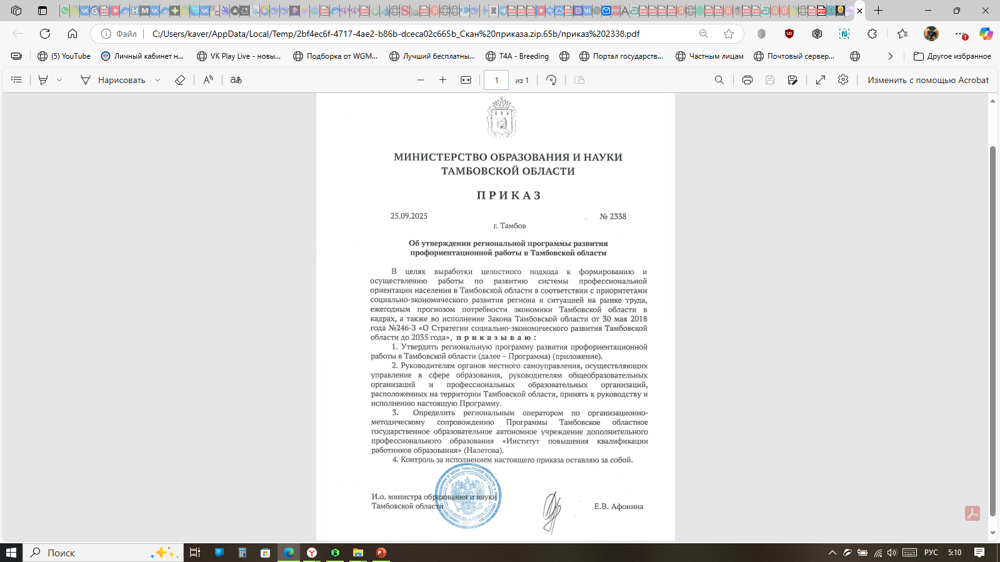 Файл
C:/Users/kaver/AppData/Local/Temp/2bf4ec6f-4717-4ae2-b86b-dceca02c665b_Скан%20приказа.zip.65b/приказ%202338.pdf
(5) YouTube
Личный кабинет н...
VK Play Live - новы...
Подборка от WGM...
Лучший бесплатны...
T4A - Breeding
Портал государств...
Частным лицам
Почтовый сервер...
Другое избранное
Нарисовать
1
из 1
Изменить с помощью Acrobat
МИНИСТЕРСТВО ОБРАЗОВАНИЯ И НАУКИ
ТАМБОВСКОЙ ОБЛАСТИ
П Р И К А З
25.09.2025
№ 2338
г. Тамбов
Об утверждении региональной программы развития
профориентационной работы в Тамбовской области
В целях выработки целостного подхода к формированию и
осуществлению работы по развитию системы профессиональной
ориентации населения в Тамбовской области в соответствии с приоритетами
социально-экономического развития региона и ситуацией на рынке труда,
ежегодным прогнозом потребности экономики Тамбовской области в
кадрах, а также во исполнение Закона Тамбовской области от 30 мая 2018
года №246-З «О Стратегии социально-экономического развития Тамбовской
области до 2035 года», п р и к а з ы в а ю :
1. Утвердить региональную программу развития профориентационной
работы в Тамбовской области (далее – Программа) (приложение).
2. Руководителям органов местного самоуправления, осуществляющих
управление в сфере образования, руководителям общеобразовательных
организаций и профессиональных образовательных организаций,
расположенных на территории Тамбовской области, принять к руководству и
исполнению настоящую Программу.
3. Определить региональным оператором по организационно-
методическому сопровождению Программы Тамбовское областное
государственное образовательное автономное учреждение дополнительного
профессионального образования «Институт повышения квалификации
работников образования» (Налетова).
4. Контроль за исполнением настоящего приказа оставляю за собой.
И.о. министра образования и науки
Тамбовской области
Е.В. Афонина
Поиск
РУС
5:10